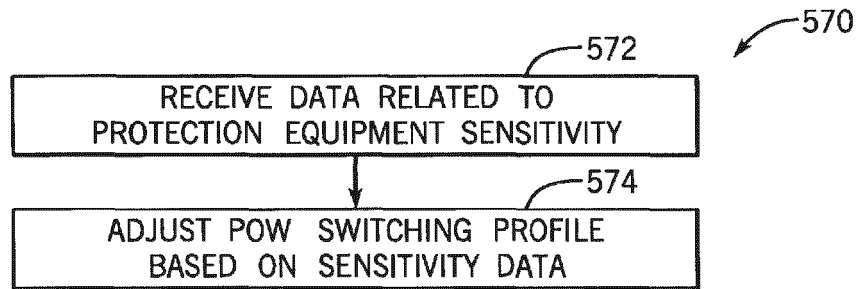 570
572
RECEIVE DATA RELATED TO
PROTECTION EQUIPMENT SENSITIVITY
574
ADJUST POW SWITCHING PROFILE
BASED ON SENSITIVITY DATA